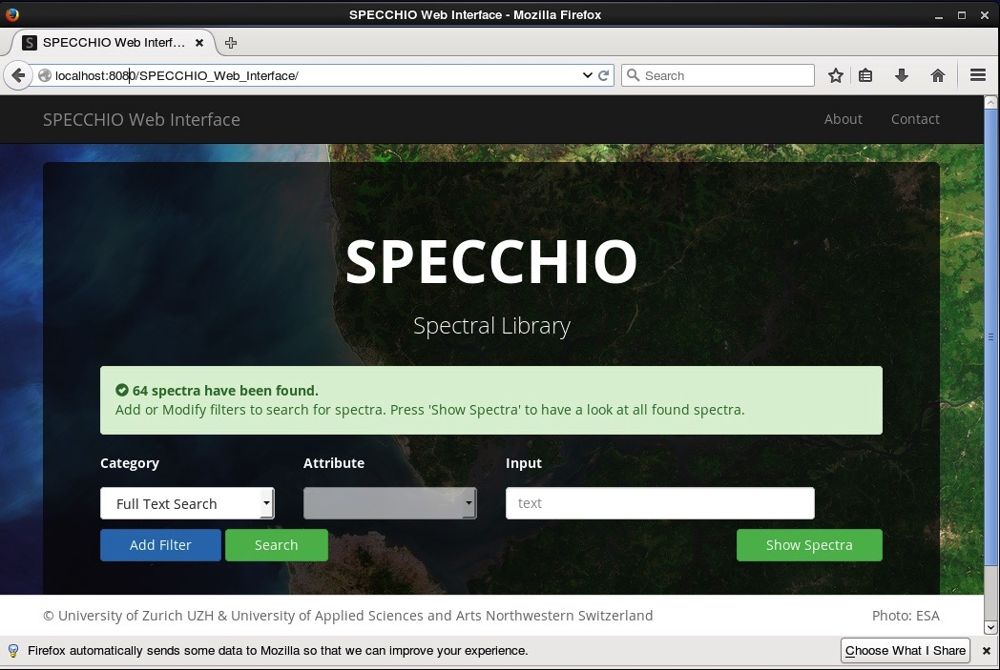 SPECCHIO Web Interface - Mozilla Firefox
S SPECCHIO Web Interf...
localhost:8080/SPECCHIO_Web_Interface/
Search
SPECCHIO Web Interface
About
Contact
SPECCHIO
Spectral Library
64 spectra have been found.
Add or Modify filters to search for spectra. Press 'Show Spectra' to have a look at all found spectra.
Category
Attribute
Input
Full Text Search
text
Add Filter
Search
Show Spectra
© University of Zurich UZH & University of Applied Sciences and Arts Northwestern Switzerland
Photo: ESA
Firefox automatically sends some data to Mozilla so that we can improve your experience.
Choose What I Share